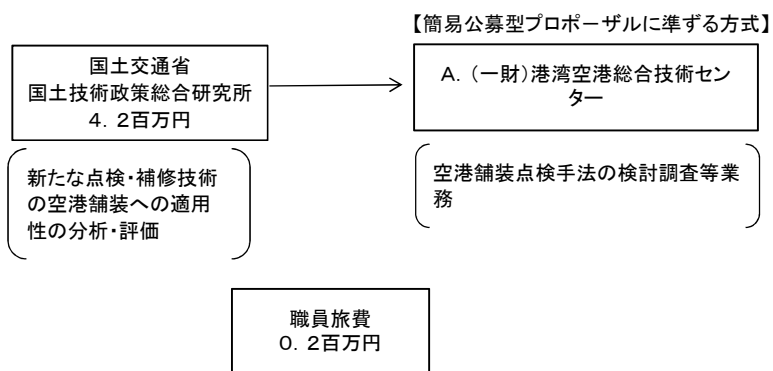 【簡易公募型プロポーザルに準ずる方式】
国土交通省
国土技術政策総合研究所
４．２百万円
A．（一財）港湾空港総合技術セン
ター
新たな点検・補修技術
の空港舗装への適用
性の分析・評価
空港舗装点検手法の検討調査等業
務
職員旅費
０．２百万円